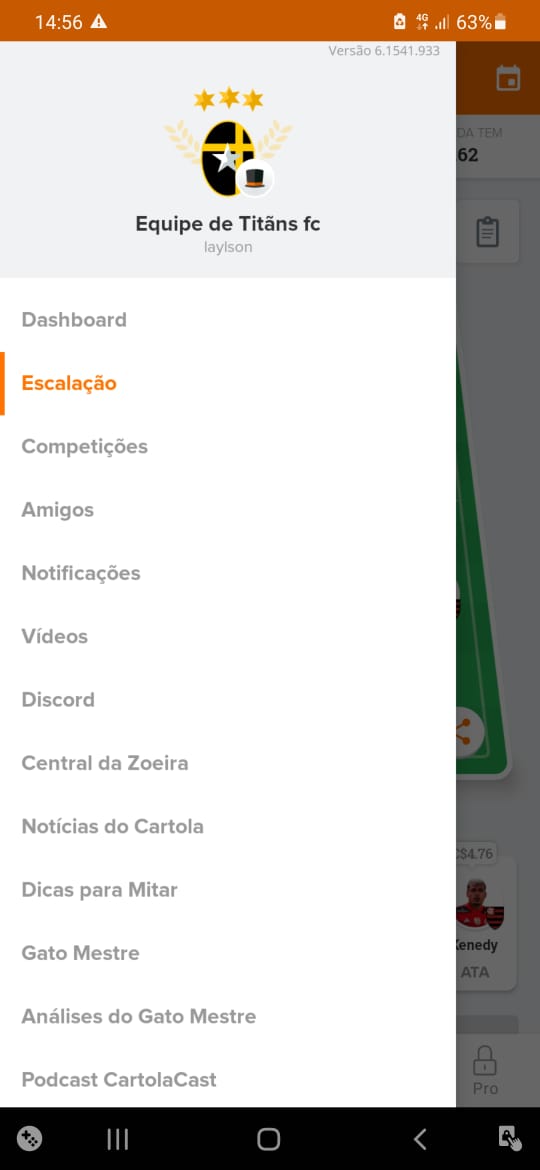 14:56
4G
63%
Versão 6.1541.933
Equipe de Titãns fc
laylson
DA TEM
62
Dashboard
Escalação
Competições
Amigos
Notificações
Vídeos
Discord
Central da Zoeira
Notícias do Cartola
C$4.76
Dicas para Mitar
Kenedy
Gato Mestre
ATA
Análises do Gato Mestre
Podcast CartolaCast
Pro